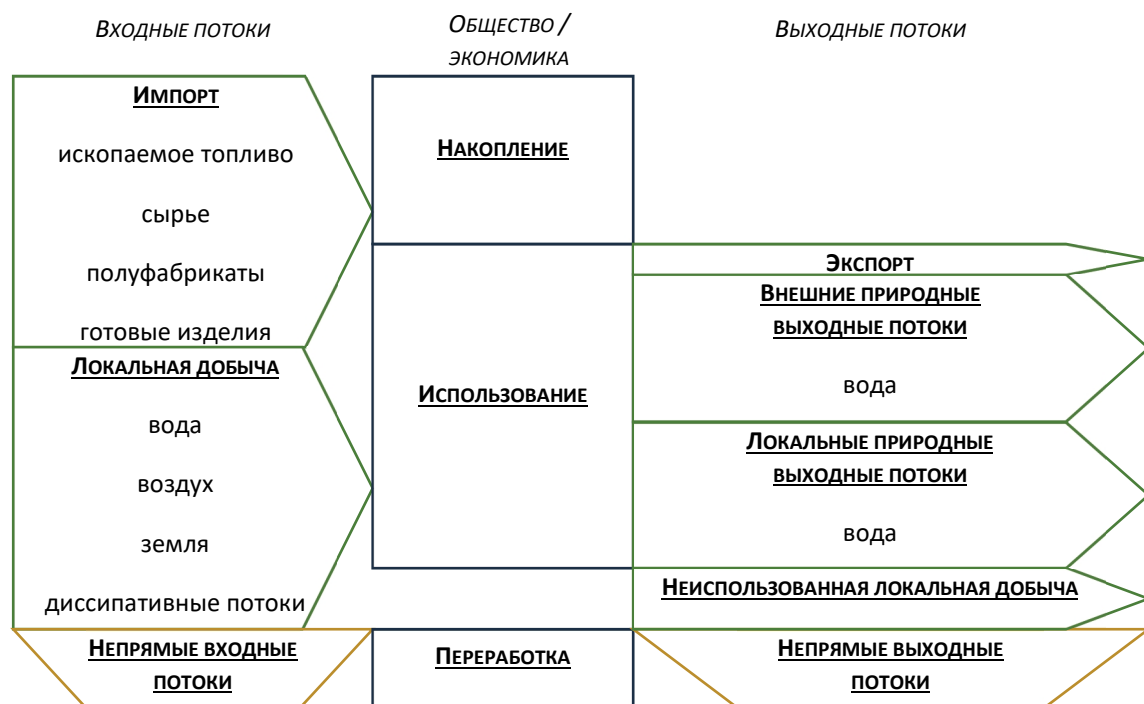 Входные потоки
Общество /
экономика
Выходные потоки
Импорт
ископаемое топливо
сырье
полуфабрикаты
готовые изделия
Локальная добыча
вода
воздух
земля
диссипативные потоки
Непрямые входные
потоки
Накопление
Использование
Переработка
Экспорт
Внешние природные
выходные потоки
вода
Локальные природные
выходные потоки
вода
Неиспользованная локальная добыча
Непрямые выходные
потоки